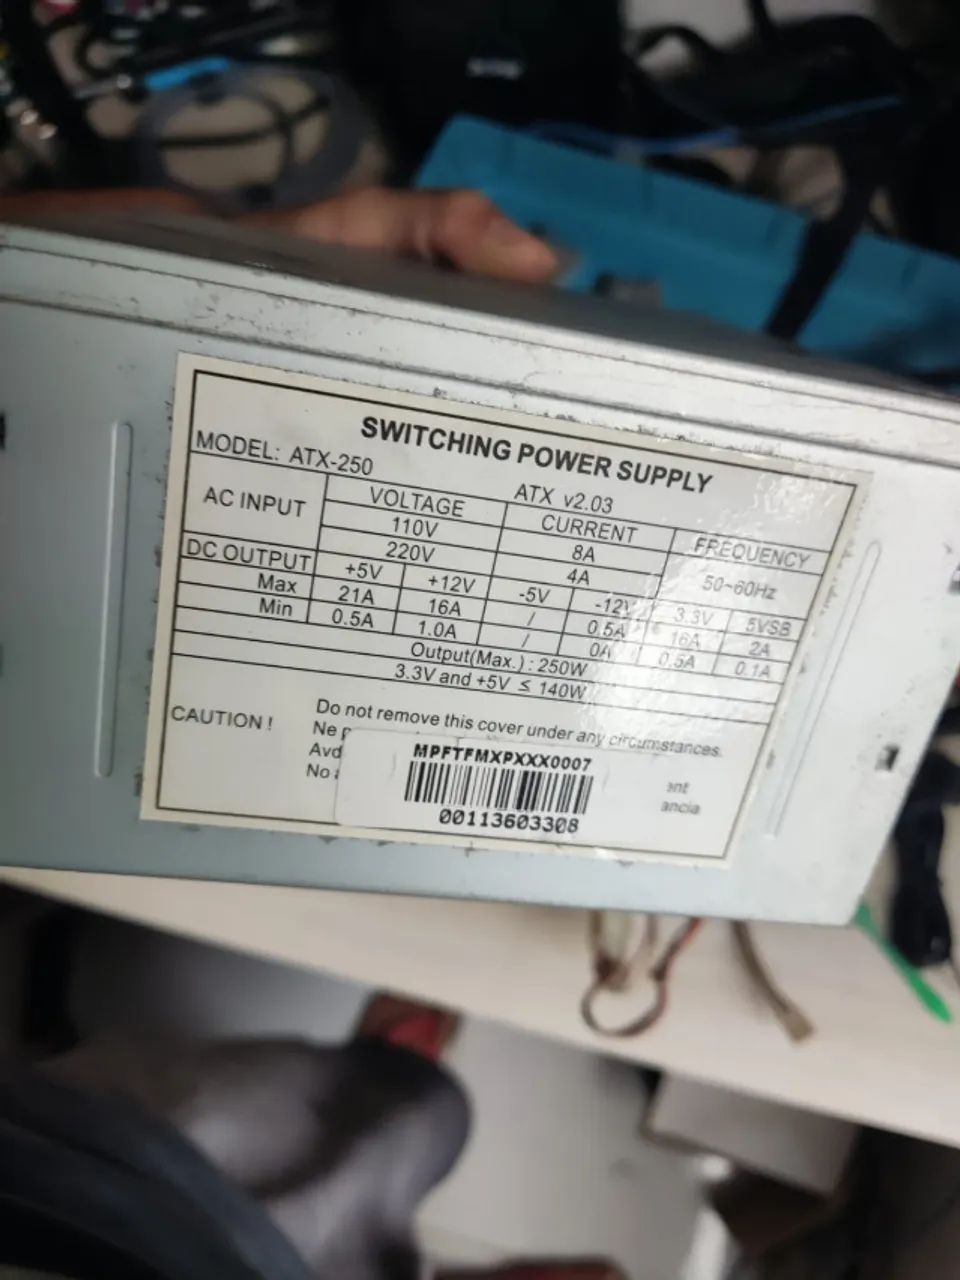 SWITCHING POWER SUPPLY
MODEL: ATX-250 ATX v2.03
AC INPUT VOLTAGE CURRENT FREQUENCY
110V 8A 50~60Hz
220V 4A
DC OUTPUT +5V +12V -5V -12V 3.3V 5VSB
Max 21A 16A / 0.5A 16A 2A
Min 0.5A 1.0A / 0A 0.5A 0.1A
Output(Max.) : 250W
3.3V and +5V ≤ 140W
CAUTION ! Do not remove this cover under any circumstances.
Ne
No
MPFTFMXPXXX0007
00113603308